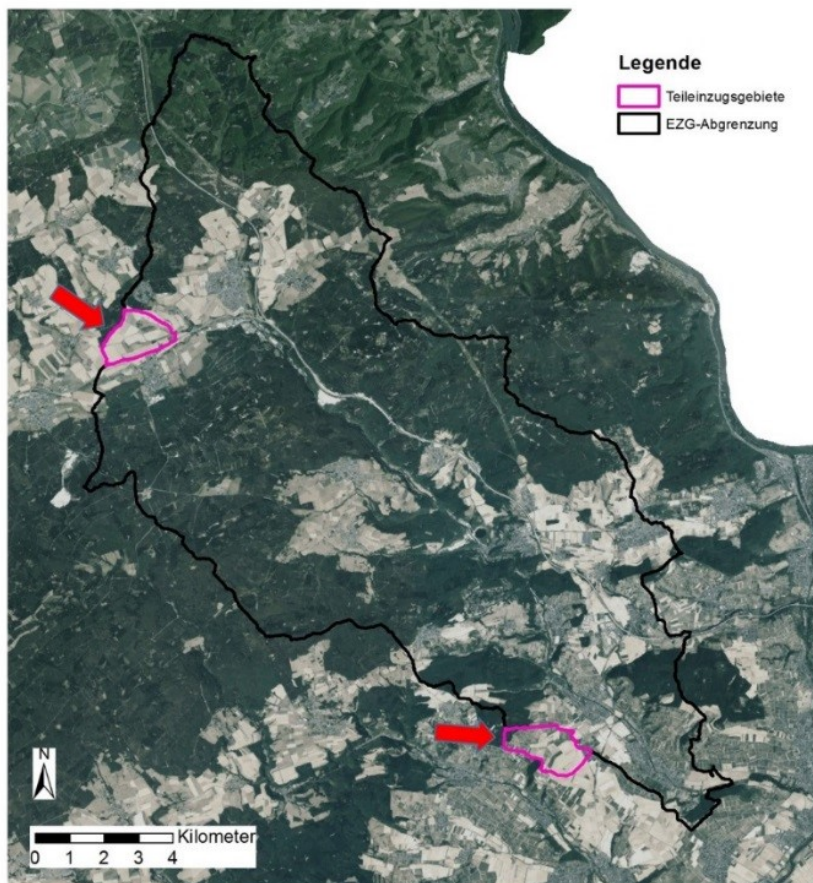 Legende
Teileinzugsgebiete
EZG-Abgrenzung
N
Kilometer
0 1 2 3 4